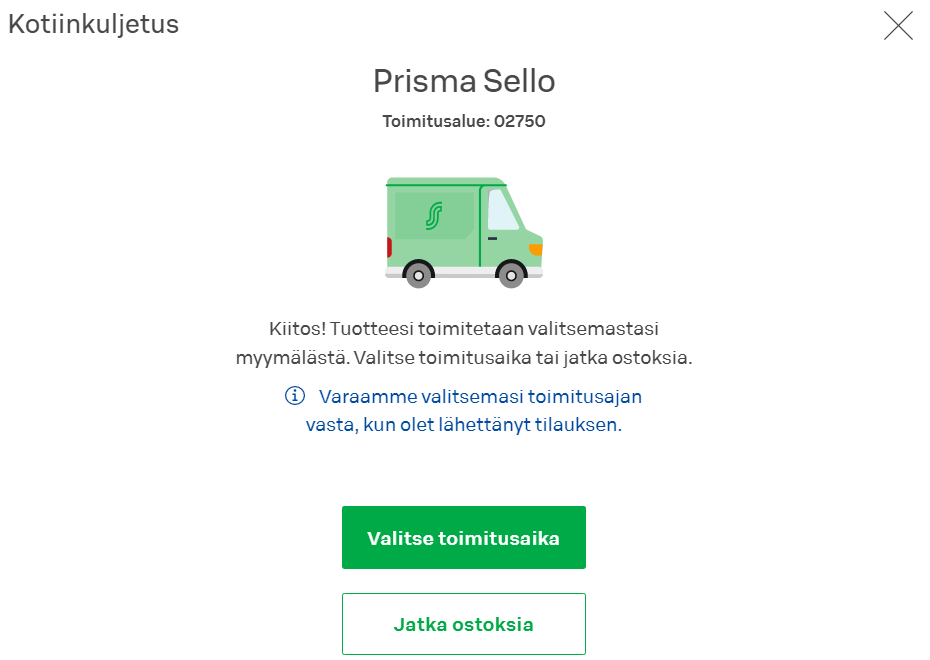 Kotiinkuljetus
Prisma Sello
Toimitusalue: 02750
Kiitos! Tuotteesi toimitetaan valitsemastasi
myymälästä. Valitse toimitusaika tai jatka ostoksia.
Varaamme valitsemasi toimitusajan
vasta, kun olet lähettänyt tilauksen.
Valitse toimitusaika
Jatka ostoksia